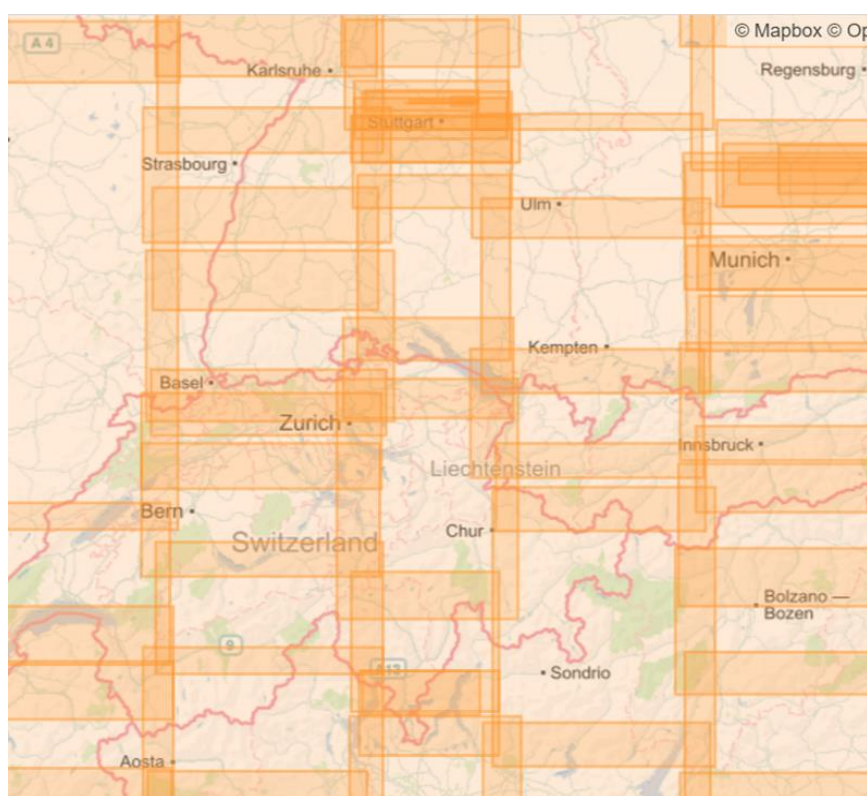 © Mapbox © Op
A 4
Karlsruhe
Regensburg
Stuttgart
Strasbourg
Ulm
Munich
Kempten
Basel
Zurich
Innsbruck
Liechtenstein
Bern
Chur
Switzerland
Bolzano —
Bozen
9
A13
Sondrio
Aosta